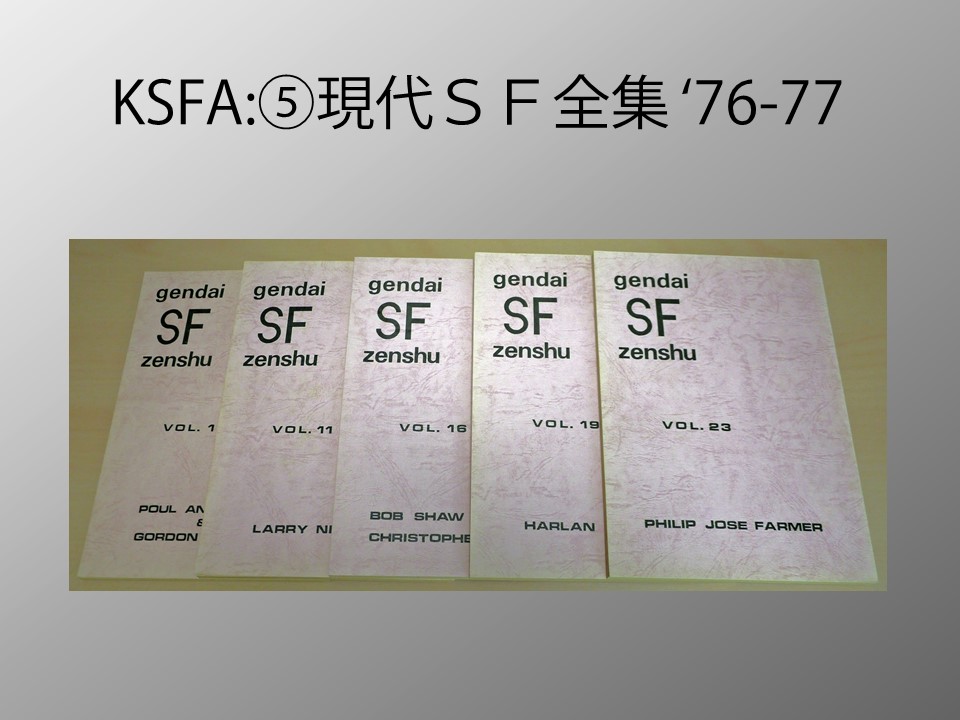 KSFA:⑤現代ＳＦ全集 ‘76-77
gendai
SF
zenshu
VOL. 1
POUL AN
&
GORDON
gendai
SF
zenshu
VOL. 11
LARRY NI
gendai
SF
zenshu
VOL. 16
BOB SHAW
CHRISTOPHE
gendai
SF
zenshu
VOL. 19
HARLAN
gendai
SF
zenshu
VOL. 23
PHILIP JOSE FARMER